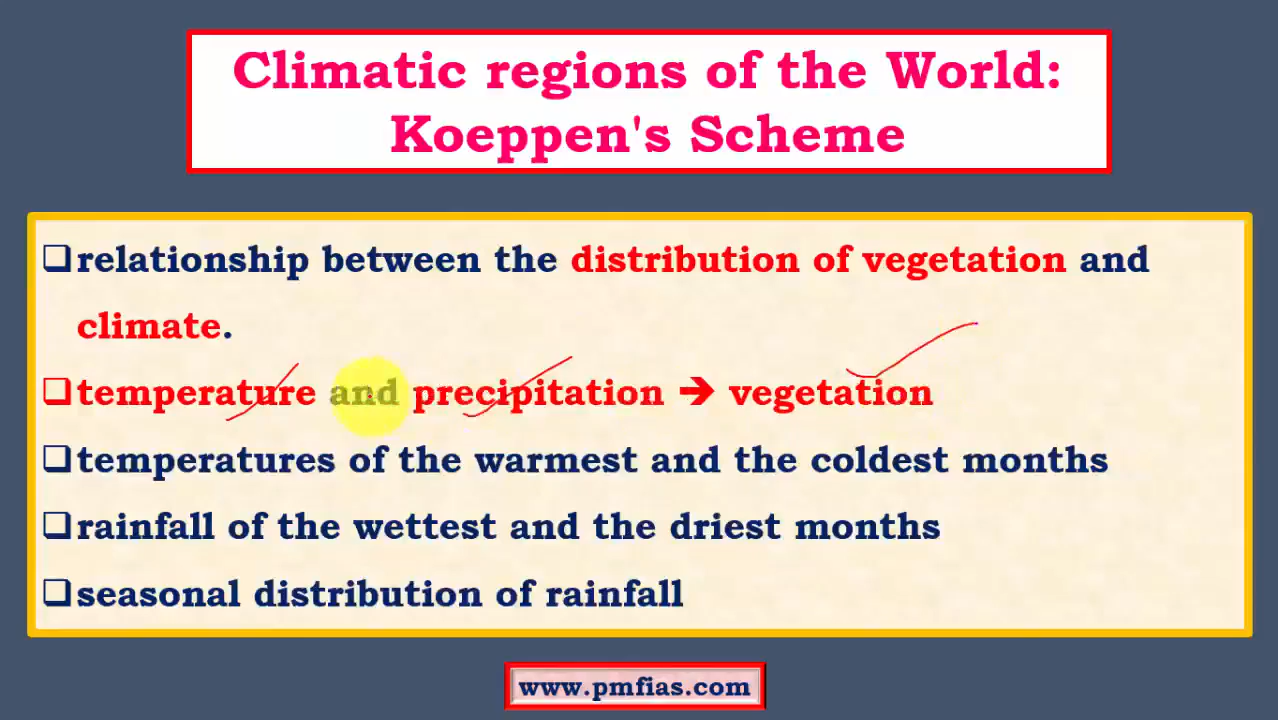 Climatic regions of the World:
Koeppen's Scheme
❑relationship between the distribution of vegetation and
climate.
❑temperature and precipitation ➔ vegetation
❑temperatures of the warmest and the coldest months
❑rainfall of the wettest and the driest months
❑seasonal distribution of rainfall
www.pmfias.com